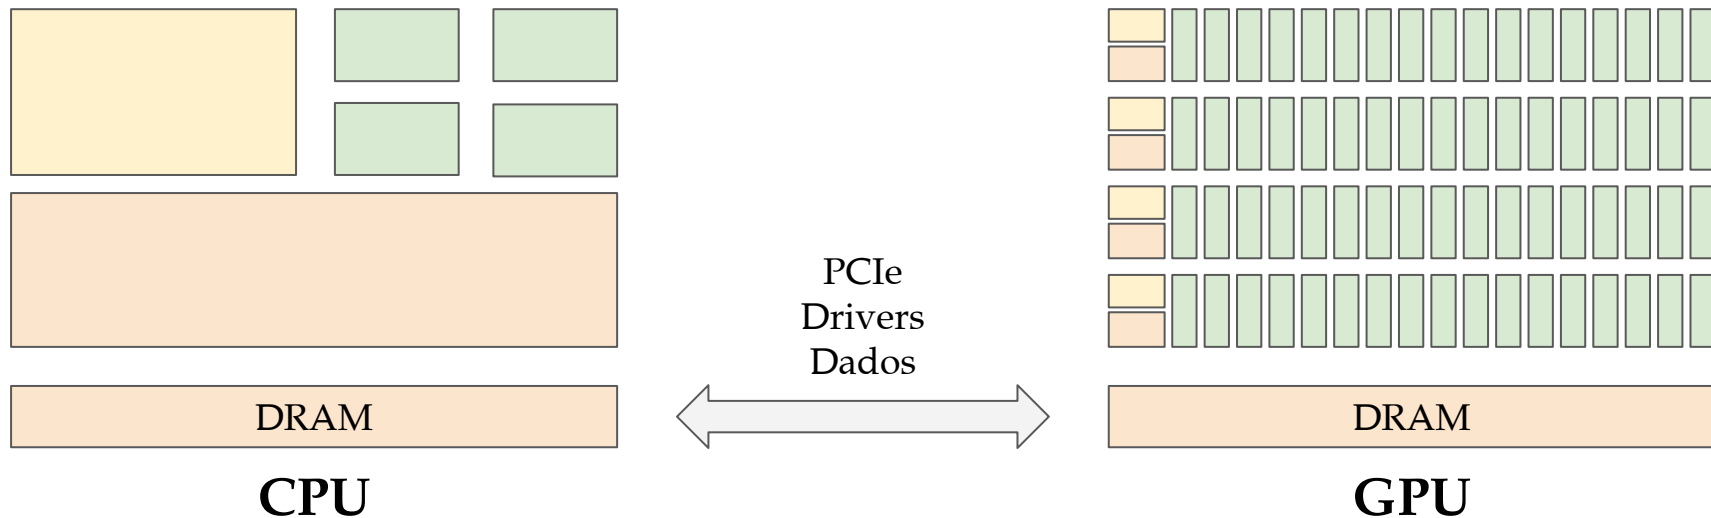 PCIe
Drivers
Dados
DRAM
DRAM
CPU
GPU